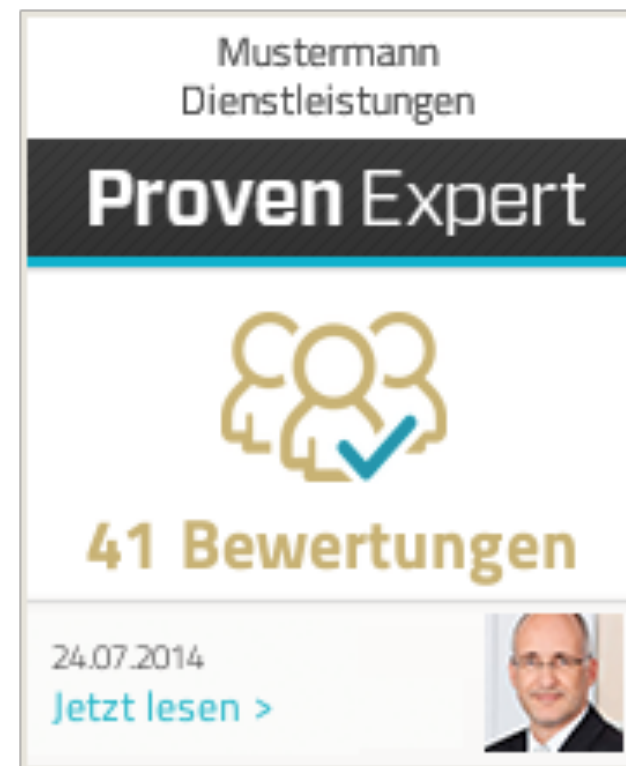 Mustermann
Dienstleistungen
Proven Expert
41 Bewertungen
24.07.2014
Jetzt lesen >